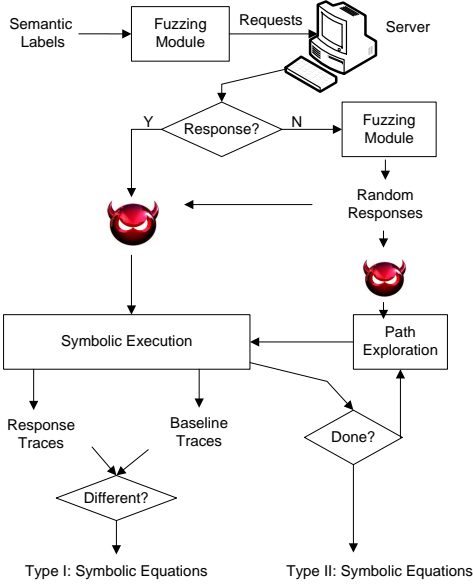 Semantic
Labels
Fuzzing
Module
Requests
Server
Response?
Y
N
Fuzzing
Module
Random
Responses
Symbolic Execution
Path
Exploration
Response
Traces
Baseline
Traces
Done?
Different?
Type I: Symbolic Equations
Type II: Symbolic Equations